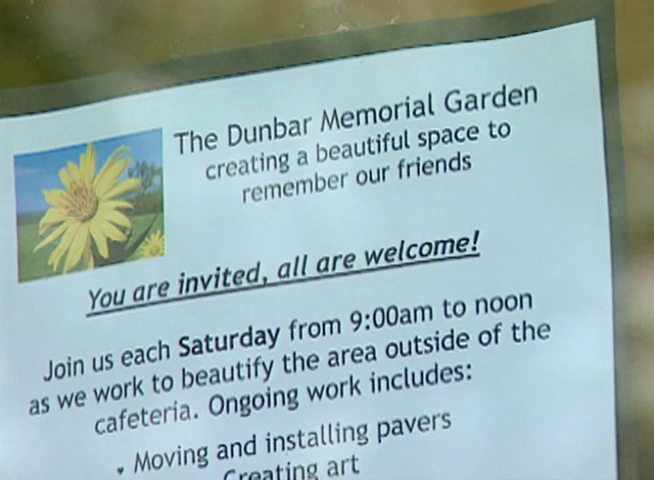 The Dunbar Memorial Garden
creating a beautiful space to
remember our friends
You are invited, all are welcome!
Join us each Saturday from 9:00am to noon
as we work to beautify the area outside of the
cafeteria. Ongoing work includes:
• Moving and installing pavers
Creating art